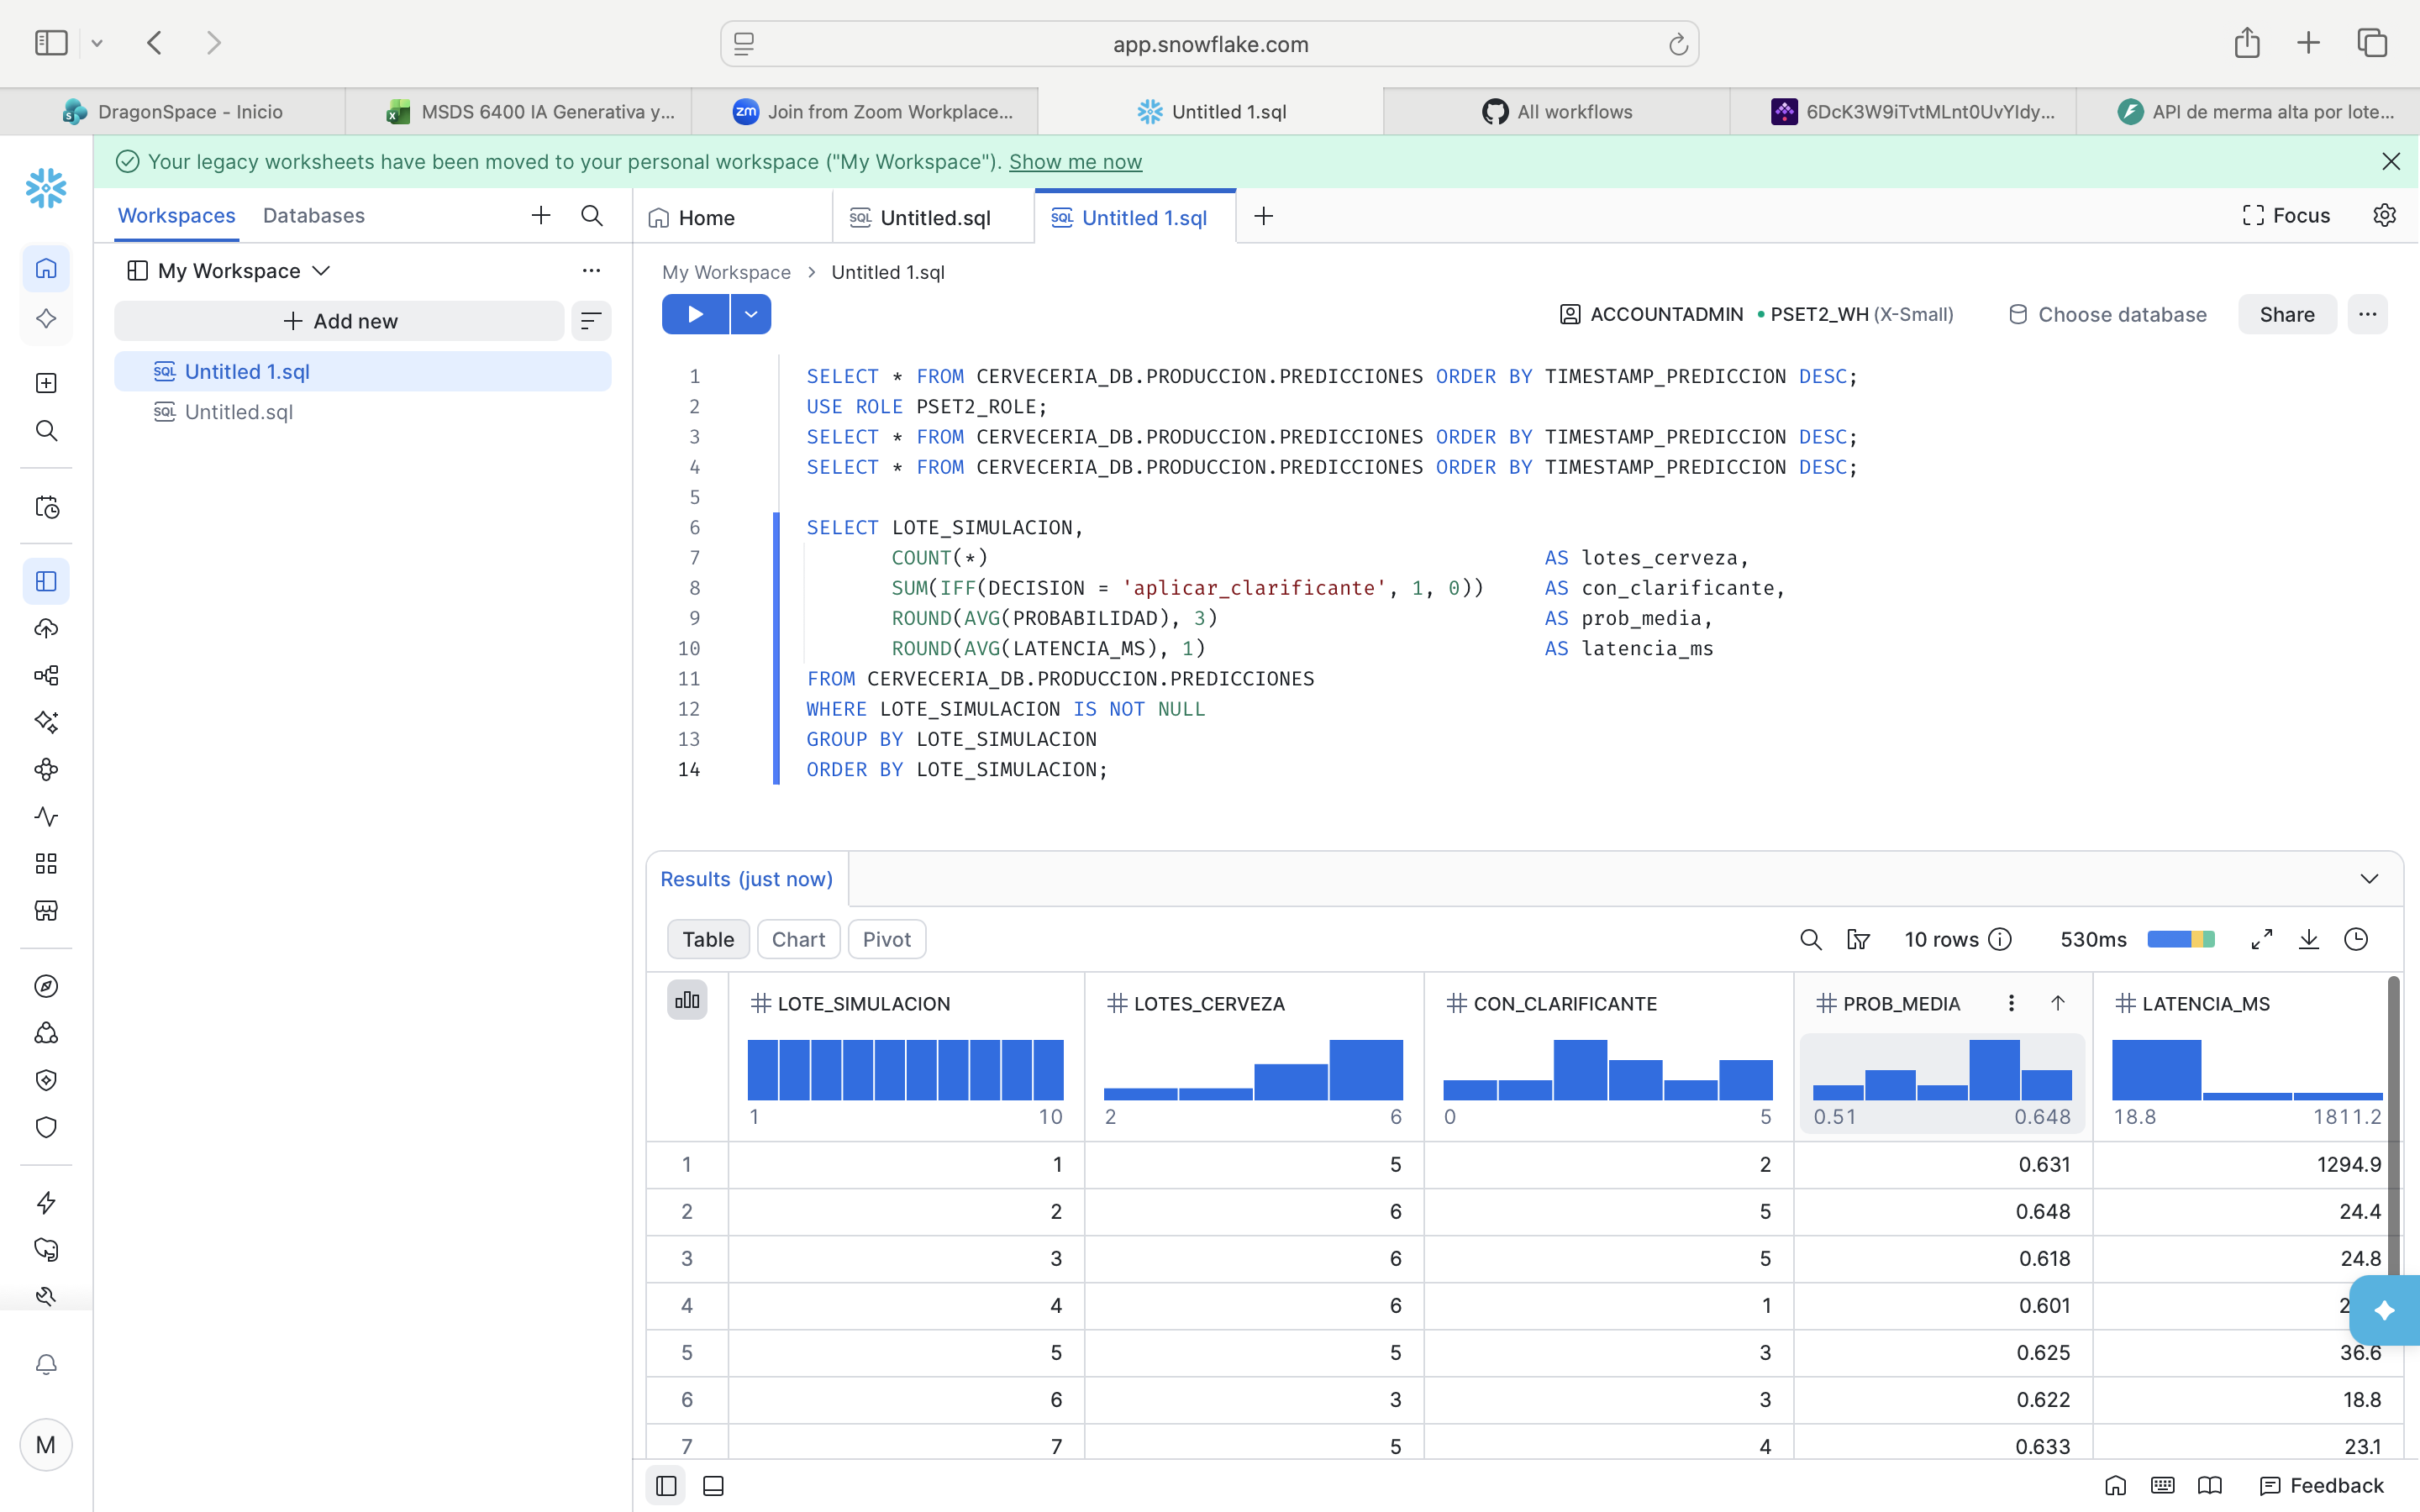 app.snowflake.com
DragonSpace - Inicio
MSDS 6400 IA Generativa y...
zm Join from Zoom Workplace...
Untitled 1.sql
All workflows
6DcK3W9iTvtMLnt0UvYldy...
API de merma alta por lote...
Your legacy worksheets have been moved to your personal workspace ("My Workspace"). Show me now
Workspaces Databases
Home
SQL Untitled.sql
SQL Untitled 1.sql
Focus
My Workspace
My Workspace > Untitled 1.sql
+ Add new
ACCOUNTADMIN • PSET2_WH (X-Small)
Choose database
Share
SQL Untitled 1.sql
SQL Untitled.sql
1 SELECT * FROM CERVECERIA_DB.PRODUCCION.PREDICCIONES ORDER BY TIMESTAMP_PREDICCION DESC;
2 USE ROLE PSET2_ROLE;
3 SELECT * FROM CERVECERIA_DB.PRODUCCION.PREDICCIONES ORDER BY TIMESTAMP_PREDICCION DESC;
4 SELECT * FROM CERVECERIA_DB.PRODUCCION.PREDICCIONES ORDER BY TIMESTAMP_PREDICCION DESC;
5
6 SELECT LOTE_SIMULACION,
7 COUNT(*) AS lotes_cerveza,
8 SUM(IFF(DECISION = 'aplicar_clarificante', 1, 0)) AS con_clarificante,
9 ROUND(AVG(PROBABILIDAD), 3) AS prob_media,
10 ROUND(AVG(LATENCIA_MS), 1) AS latencia_ms
11 FROM CERVECERIA_DB.PRODUCCION.PREDICCIONES
12 WHERE LOTE_SIMULACION IS NOT NULL
13 GROUP BY LOTE_SIMULACION
14 ORDER BY LOTE_SIMULACION;
Results (just now)
Table Chart Pivot
10 rows
530ms
# LOTE_SIMULACION # LOTES_CERVEZA # CON_CLARIFICANTE # PROB_MEDIA # LATENCIA_MS
1 10 2 6 0 5 0.51 0.648 18.8 1811.2
1 1 5 2 0.631 1294.9
2 2 6 5 0.648 24.4
3 3 6 5 0.618 24.8
4 4 6 1 0.601 2
5 5 5 3 0.625 36.6
6 6 3 3 0.622 18.8
7 7 5 4 0.633 23.1
M
Feedback